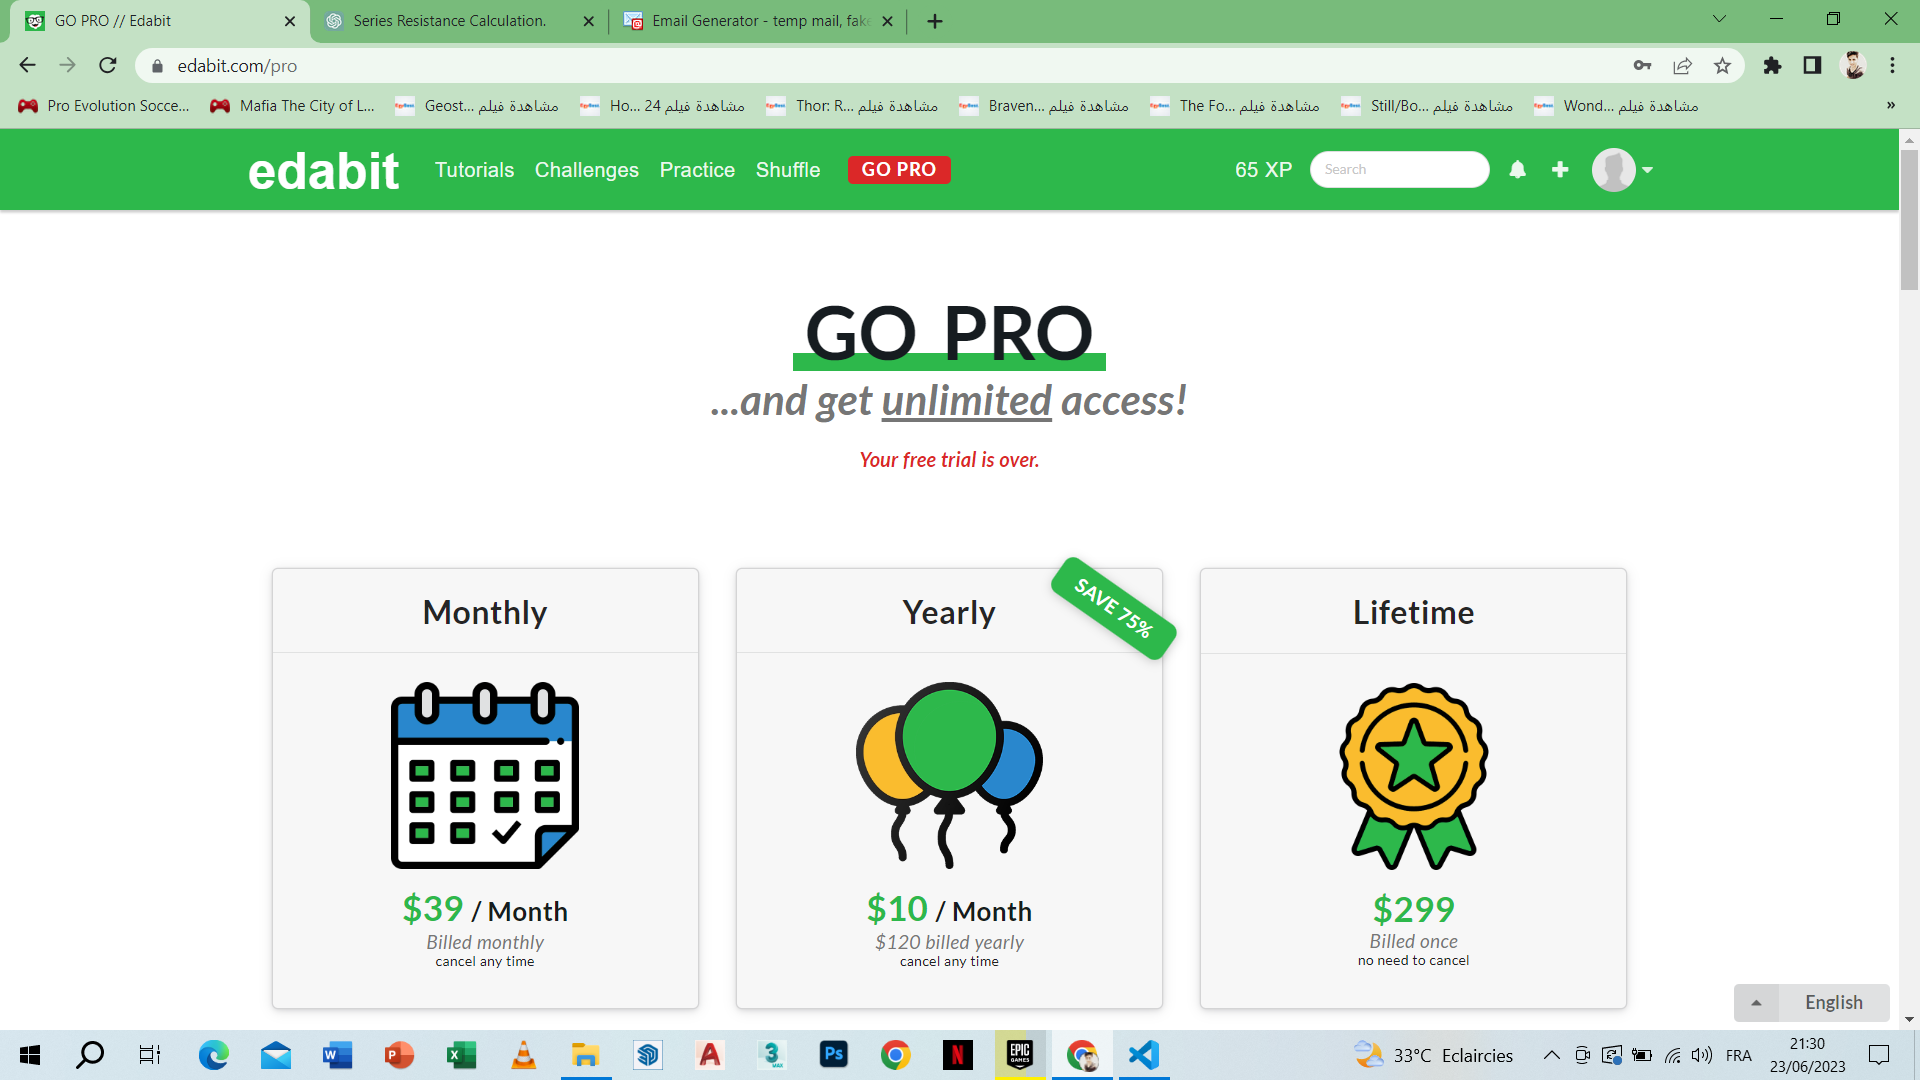 GO PRO // Edabit
Series Resistance Calculation.
Email Generator - temp mail, fake
edabit.com/pro
Pro Evolution Socce...
Mafia The City of L...
مشاهدة فيلم Geost...
مشاهدة فيلم 24 Ho...
مشاهدة فيلم Thor: R...
مشاهدة فيلم Braven...
مشاهدة فيلم The Fo...
مشاهدة فيلم Still/Bo...
مشاهدة فيلم Wond...
»
edabit
Tutorials
Challenges
Practice
Shuffle
GO PRO
65 XP
Search
GO PRO
...and get unlimited access!
Your free trial is over.
Monthly
$39 / Month
Billed monthly
cancel any time
Yearly
SAVE 75%
$10 / Month
$120 billed yearly
cancel any time
Lifetime
$299
Billed once
no need to cancel
English
33°C Eclaircies
FRA
21:30
23/06/2023